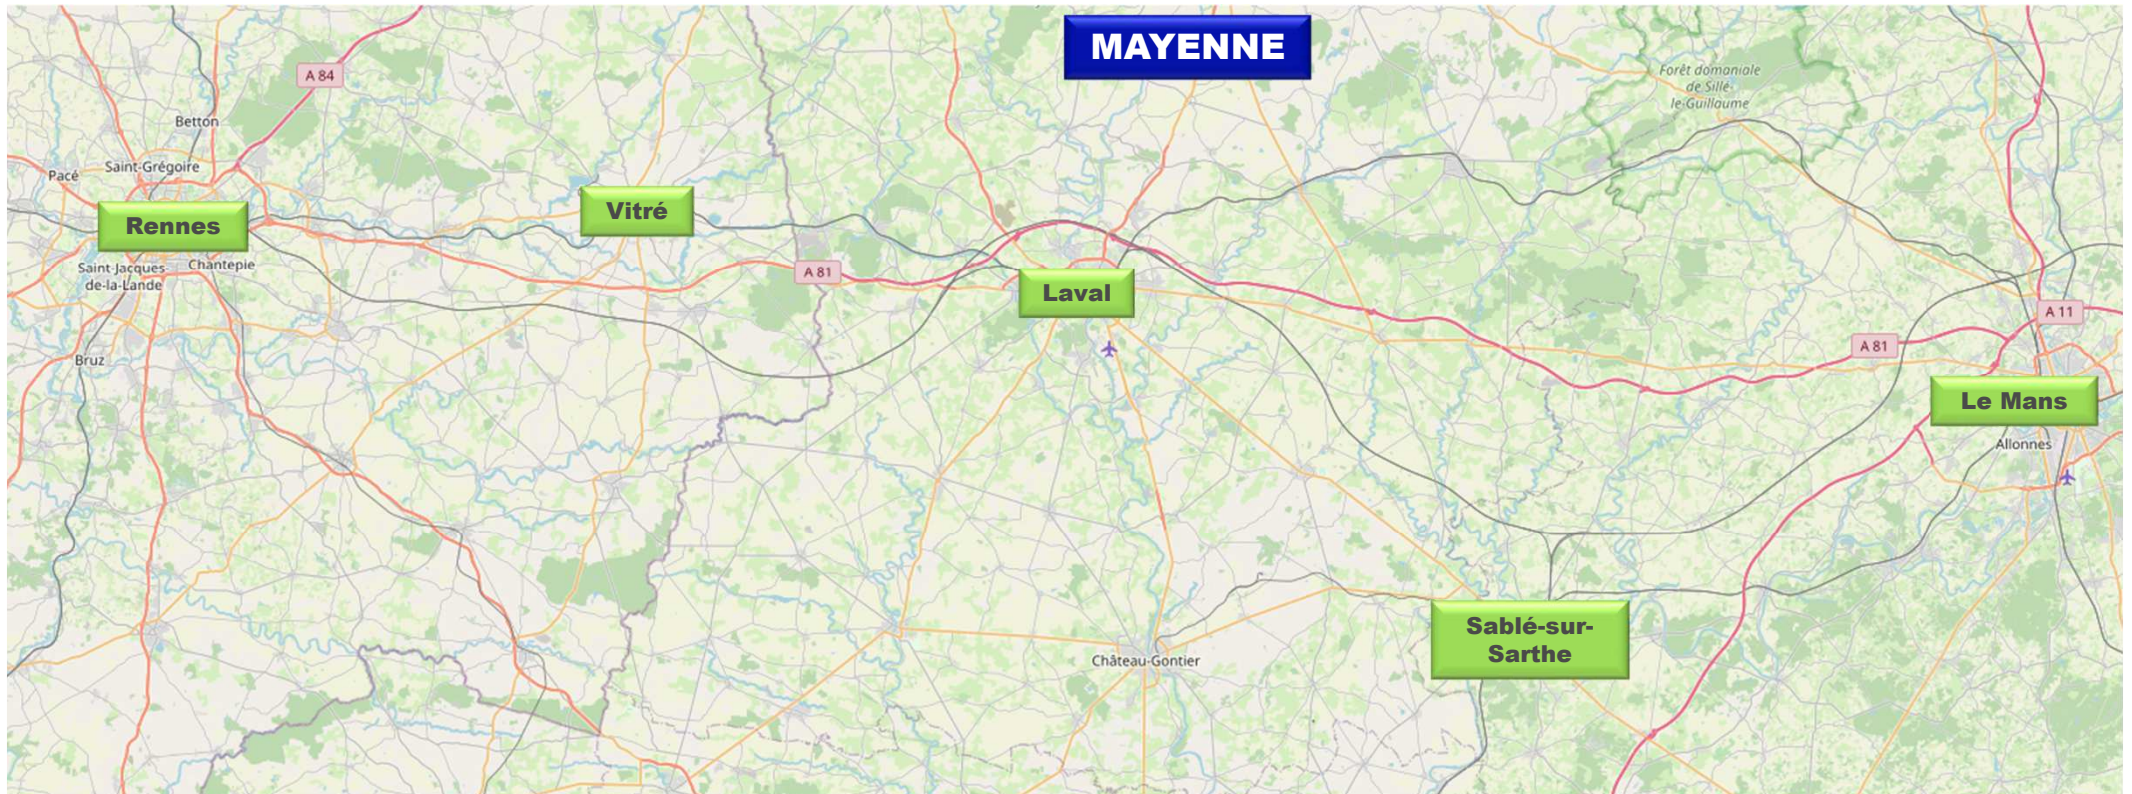 MAYENNE
A 84
Forêt domaniale
de Sillé-
le-Guillaume
Betton
Saint-Grégoire
Pacé
Vitré
Rennes
Saint-Jacques-
de-la-Lande
Chantepie
A 81
Laval
A 11
A 81
Bruz
Le Mans
Allonnes
Sablé-sur-
Sarthe
Château-Gontier